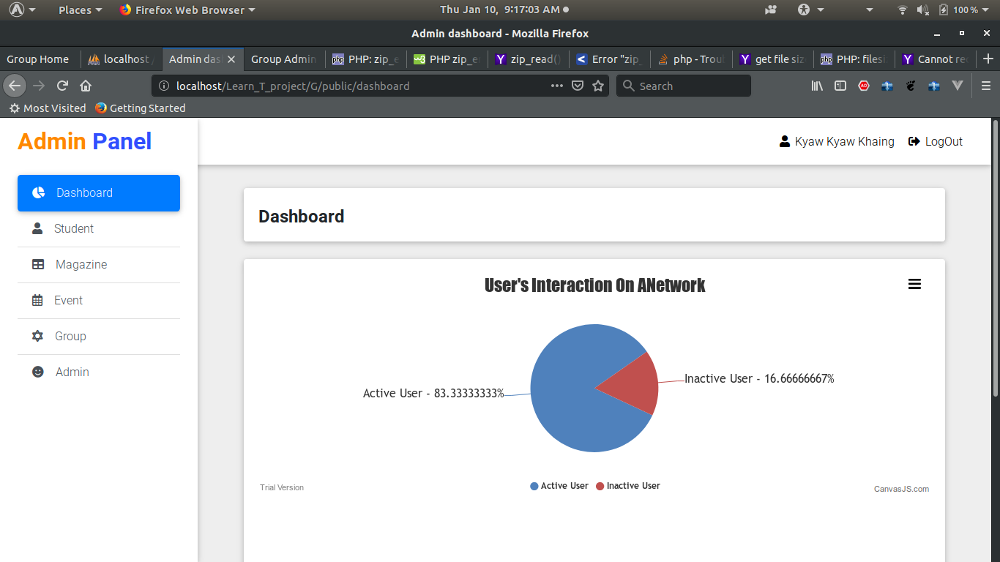 Places Firefox Web Browser Thu Jan 10, 9:17:03 AM 100 %
Admin dashboard - Mozilla Firefox
Group Home localhost / Admin das Group Admin PHP: zip_e PHP zip_e zip_read() Error "zip_ php - Trou get file siz PHP: filesi Cannot re
localhost/Learn_T_project/G/public/dashboard Search
Most Visited Getting Started
Admin Panel
Kyaw Kyaw Khaing LogOut
Dashboard
Student
Magazine
Event
Group
Admin
Dashboard
User's Interaction On ANetwork
Inactive User - 16.66666667%
Active User - 83.33333333%
Active User Inactive User
Trial Version
CanvasJS.com